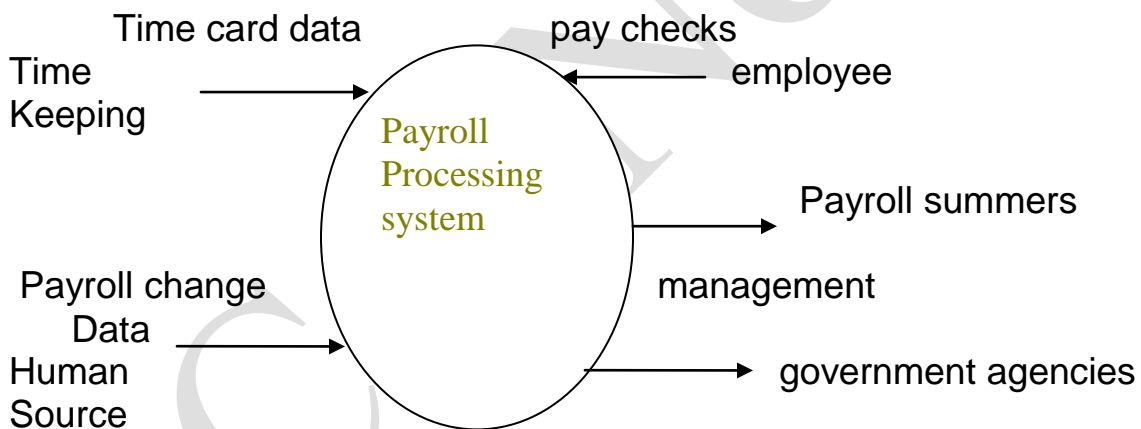 Time card data
pay checks
Time
Keeping
employee
Payroll
Processing
system
Payroll summers
Payroll change
Data
management
Human
Source
government agencies